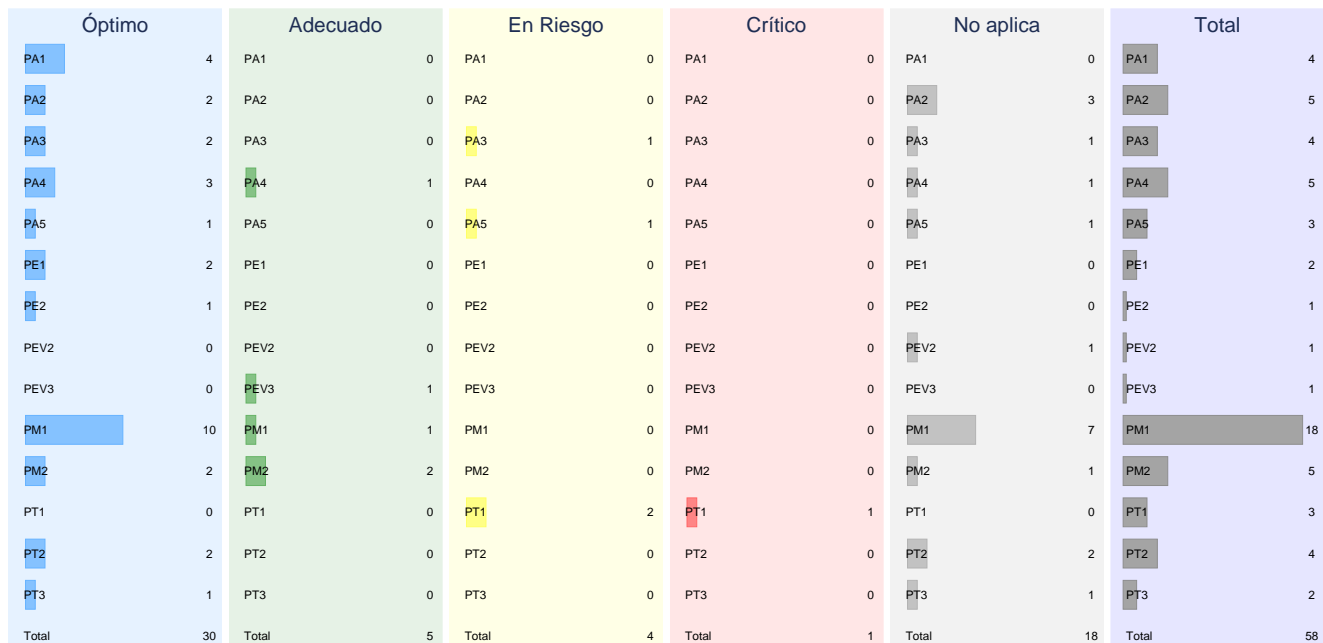 Óptimo Adecuado En Riesgo Crítico No aplica Total
PA1 4 PA1 0 PA1 0 PA1 0 PA1 0 PA1 4
PA2 2 PA2 0 PA2 0 PA2 0 PA2 3 PA2 5
PA3 2 PA3 0 PA3 1 PA3 0 PA3 1 PA3 4
PA4 3 PA4 1 PA4 0 PA4 0 PA4 1 PA4 5
PA5 1 PA5 0 PA5 1 PA5 0 PA5 1 PA5 3
PE1 2 PE1 0 PE1 0 PE1 0 PE1 0 PE1 2
PE2 1 PE2 0 PE2 0 PE2 0 PE2 0 PE2 1
PEV2 0 PEV2 0 PEV2 0 PEV2 0 PEV2 1 PEV2 1
PEV3 0 PEV3 1 PEV3 0 PEV3 0 PEV3 0 PEV3 1
PM1 10 PM1 1 PM1 0 PM1 0 PM1 7 PM1 18
PM2 2 PM2 2 PM2 0 PM2 0 PM2 1 PM2 5
PT1 0 PT1 0 PT1 2 PT1 1 PT1 0 PT1 3
PT2 2 PT2 0 PT2 0 PT2 0 PT2 2 PT2 4
PT3 1 PT3 0 PT3 0 PT3 0 PT3 1 PT3 2
Total 30 Total 5 Total 4 Total 1 Total 18 Total 58